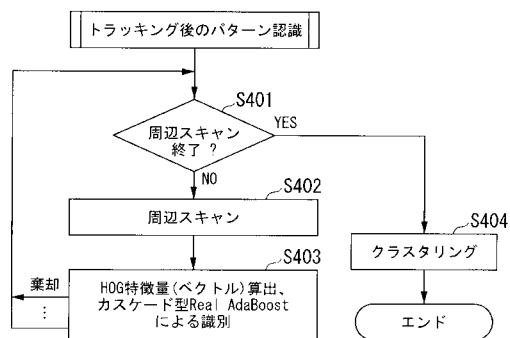 トラッキング後のパターン認識
S401
周辺スキャン
終了 ?
YES
NO
S402
周辺スキャン
S403
HOG特徴量(ベクトル)算出、
カスケード型Real AdaBoost
による識別
棄却
⋮
S404
クラスタリング
エンド